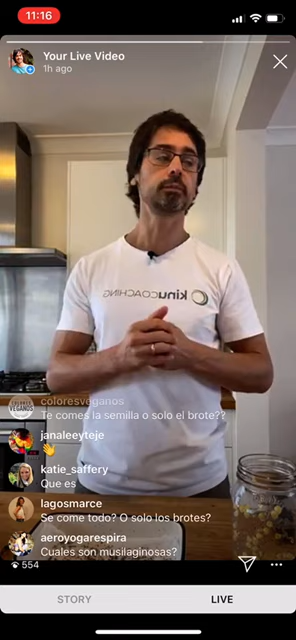 11:16
Your Live Video
1h ago
kinuCOACHING
coloresveganos
Te comes la semilla o solo el brote??
janaleeyteje
👋
katie_saffery
Que es
lagosmarce
Se come todo? O solo los brotes?
aeroyogarespira
Cuales son musilaginosas?
554
STORY
LIVE